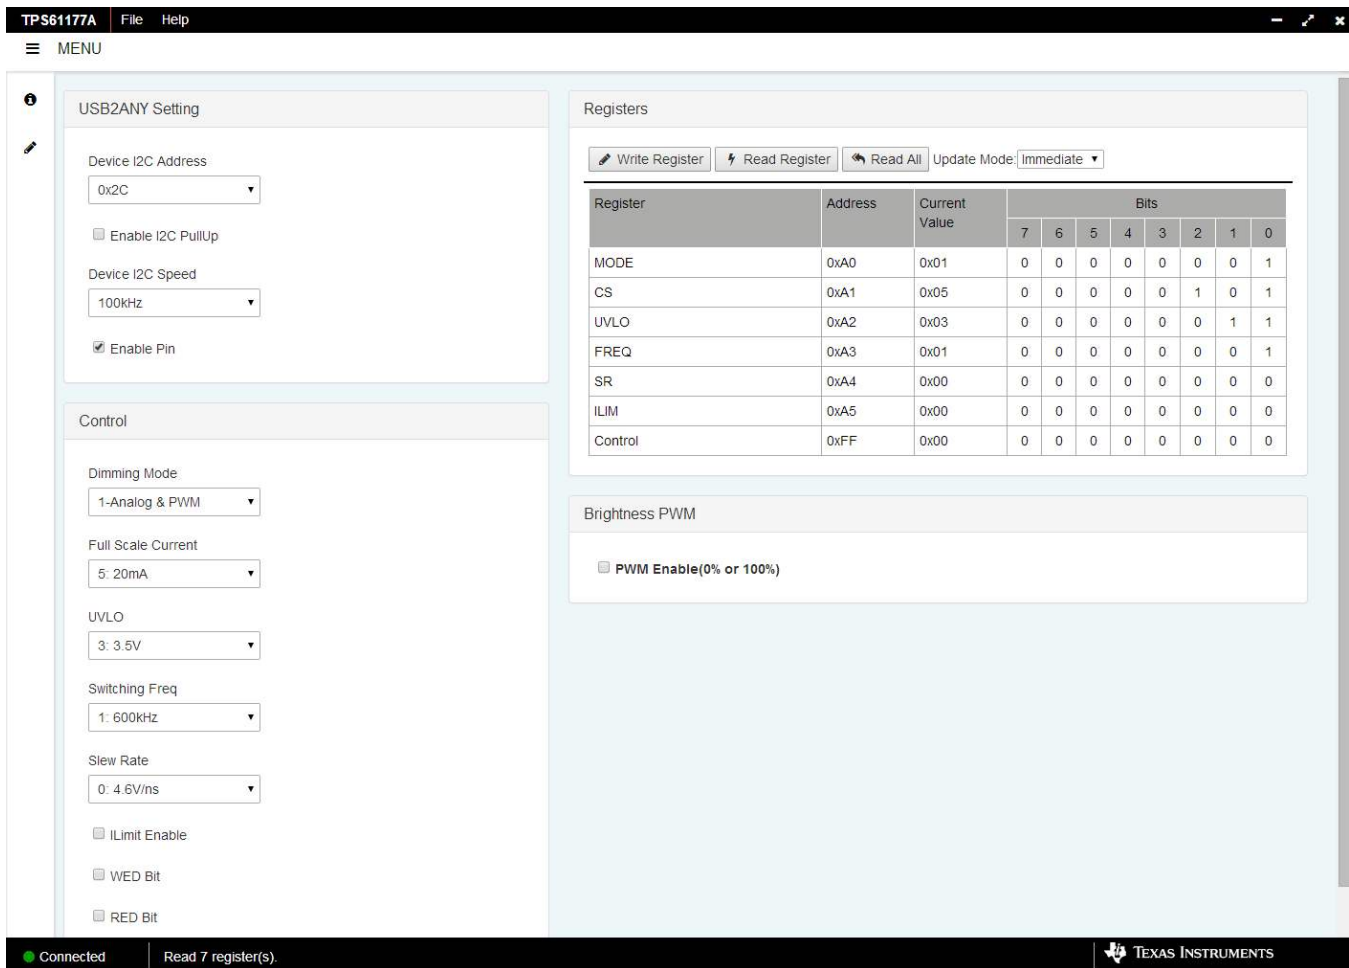 TPS61177A File Help
MENU
USB2ANY Setting
Device I2C Address
0x2C
Enable I2C PullUp
Device I2C Speed
100kHz
Enable Pin
Control
Dimming Mode
1-Analog & PWM
Full Scale Current
5: 20mA
UVLO
3: 3.5V
Switching Freq
1: 600kHz
Slew Rate
0: 4.6V/ns
ILimit Enable
WED Bit
RED Bit
Registers
Write Register Read Register Read All Update Mode: Immediate
Register Address Current Value Bits
7 6 5 4 3 2 1 0
MODE 0xA0 0x01 0 0 0 0 0 0 0 1
CS 0xA1 0x05 0 0 0 0 0 1 0 1
UVLO 0xA2 0x03 0 0 0 0 0 0 1 1
FREQ 0xA3 0x01 0 0 0 0 0 0 0 1
SR 0xA4 0x00 0 0 0 0 0 0 0 0
ILIM 0xA5 0x00 0 0 0 0 0 0 0 0
Control 0xFF 0x00 0 0 0 0 0 0 0 0
Brightness PWM
PWM Enable(0% or 100%)
Connected Read 7 register(s). TEXAS INSTRUMENTS